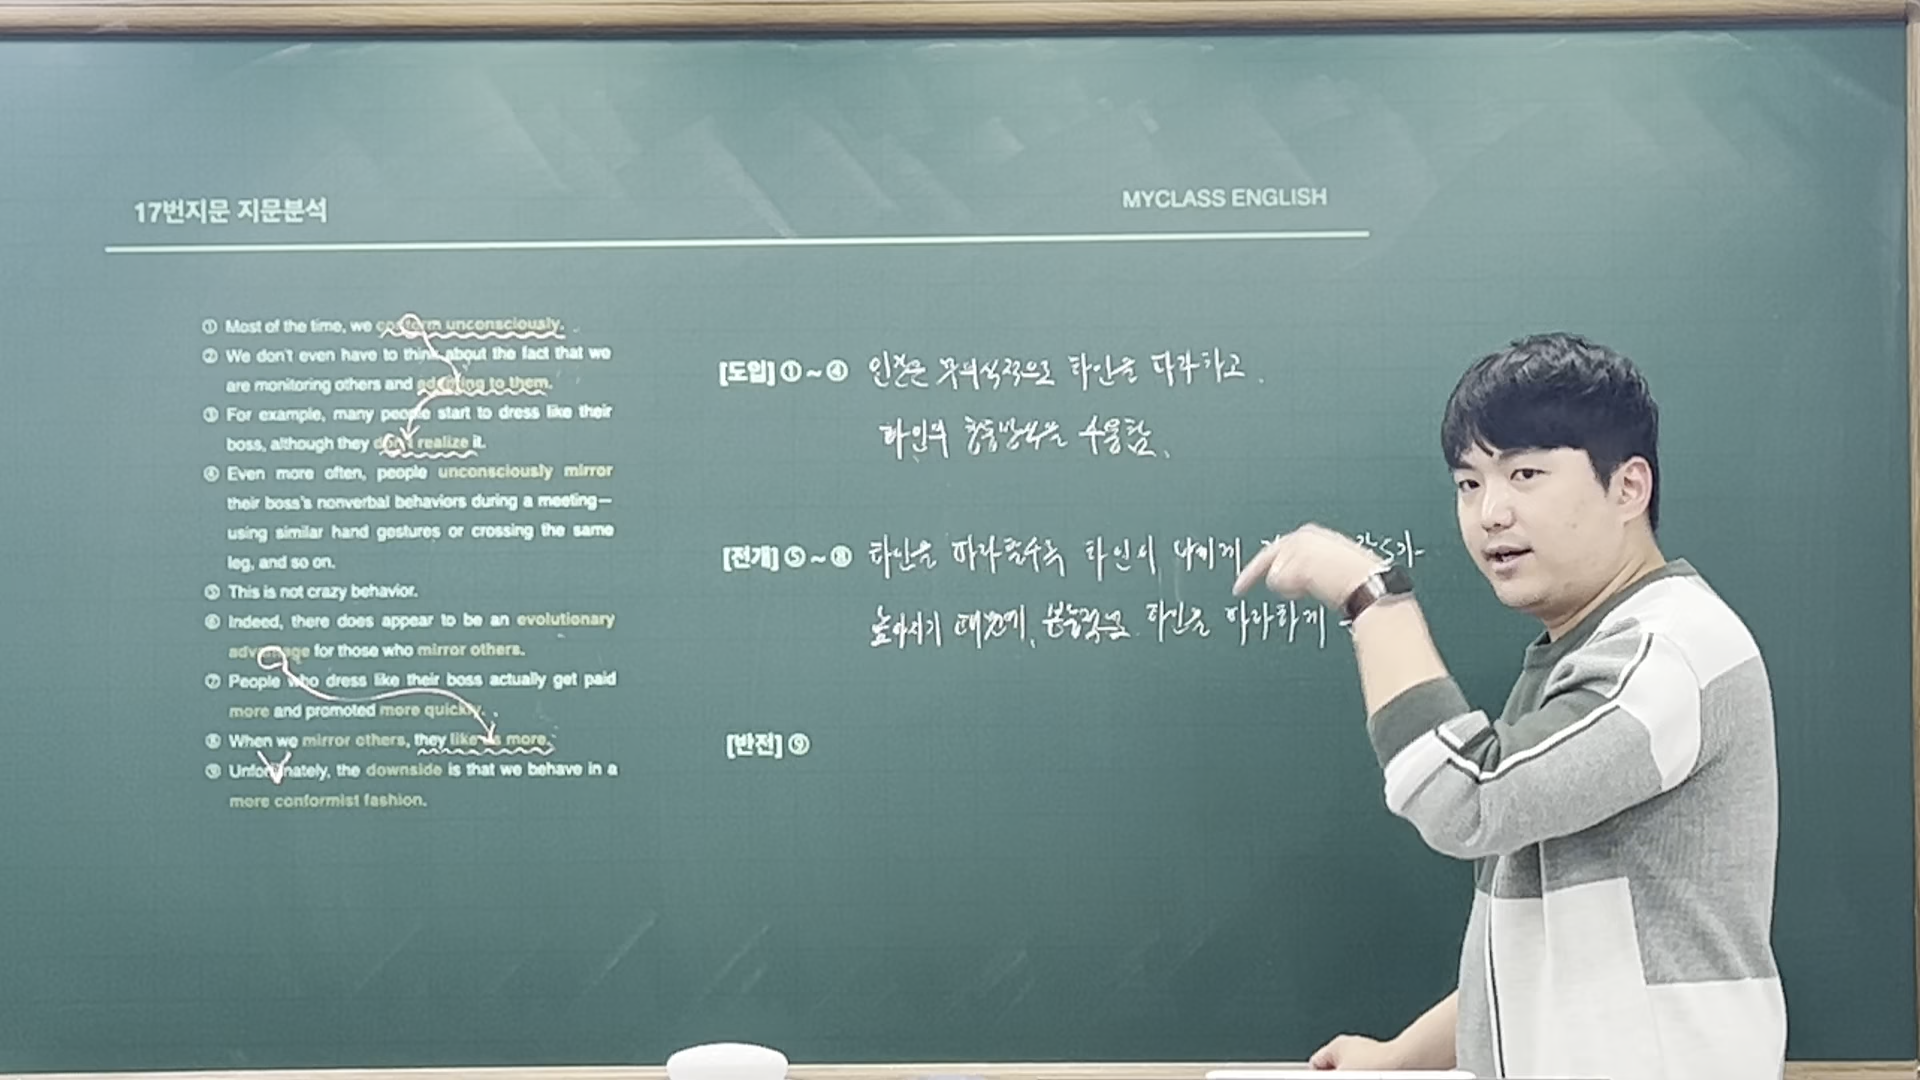 17번지문 지문분석
MYCLASS ENGLISH
① Most of the time, we conform unconsciously.
② We don't even have to think about the fact that we
are monitoring others and adapting to them.
③ For example, many people start to dress like their
boss, although they don't realize it.
④ Even more often, people unconsciously mirror
their boss's nonverbal behaviors during a meeting—
using similar hand gestures or crossing the same
leg, and so on.
⑤ This is not crazy behavior.
⑥ Indeed, there does appear to be an evolutionary
advantage for those who mirror others.
⑦ People who dress like their boss actually get paid
more and promoted more quickly.
⑧ When we mirror others, they like us more.
⑨ Unfortunately, the downside is that we behave in a
more conformist fashion.
[도입] ① ~ ④ 인간은 무의식적으로 타인을 따라하고.
타인의 행동방식을 수용함.
[전개] ⑤ ~ ⑧ 타인을 따라할수록 타인이 나에게
높아지기 때문에, 본능적으로 타인을 따라하게
[반전] ⑨